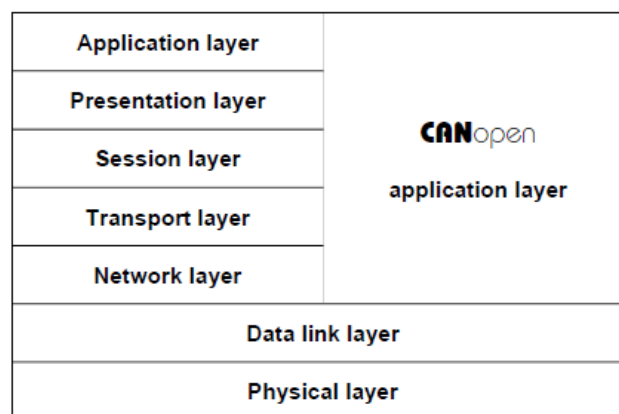 Application layer
Presentation layer
Session layer
Transport layer
Network layer
CANopen
application layer
Data link layer
Physical layer